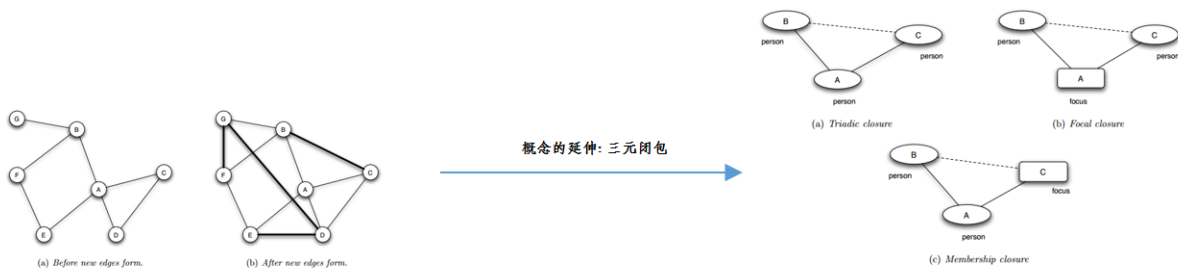 G
B
F
A
C
E
D
(a) Before new edges form.
G
B
F
A
C
E
D
(b) After new edges form.
概念的延伸: 三元闭包
B
person
C
person
A
person
(a) Triadic closure
B
person
C
person
A
focus
(b) Focal closure
B
person
C
focus
A
person
(c) Membership closure